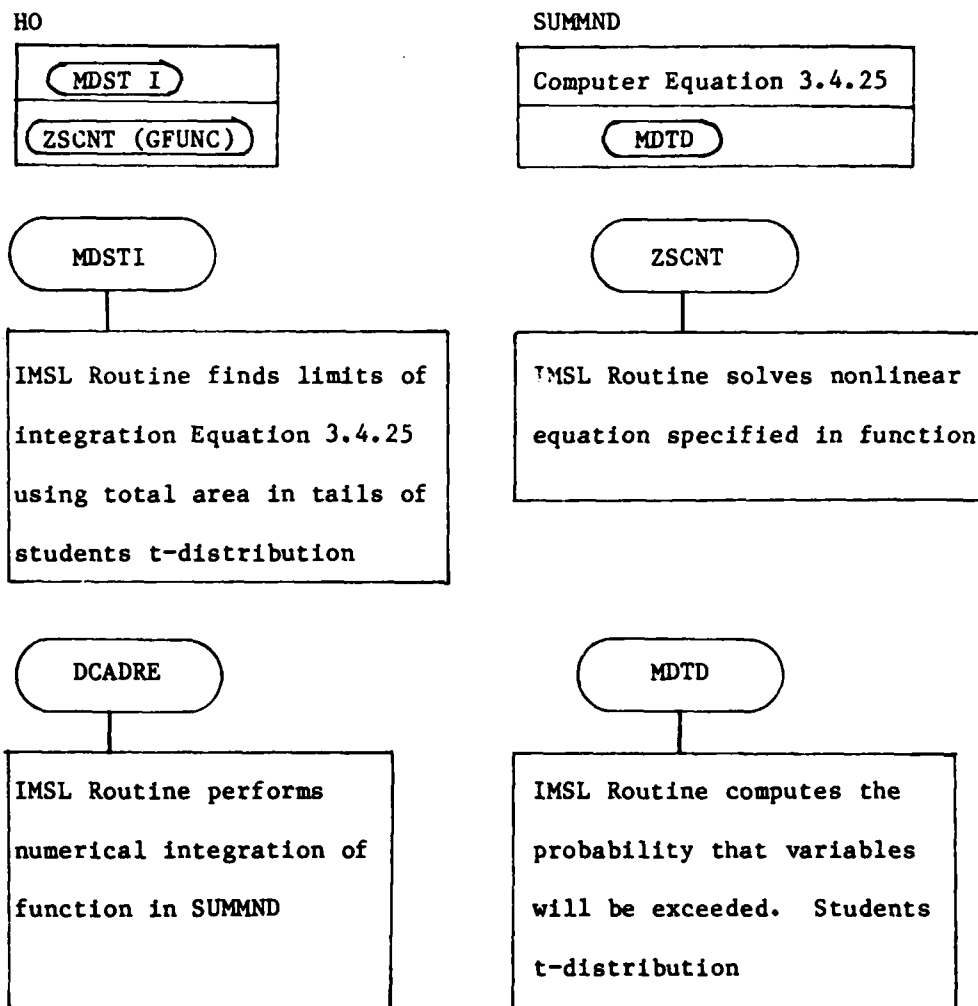 HO
MDST I
ZSCNT (GFUNC)
SUMMND
Computer Equation 3.4.25
MDTD
MDSTI
IMSL Routine finds limits of
integration Equation 3.4.25
using total area in tails of
students t-distribution
ZSCNT
IMSL Routine solves nonlinear
equation specified in function
DCADRE
IMSL Routine performs
numerical integration of
function in SUMMND
MDTD
IMSL Routine computes the
probability that variables
will be exceeded. Students
t-distribution